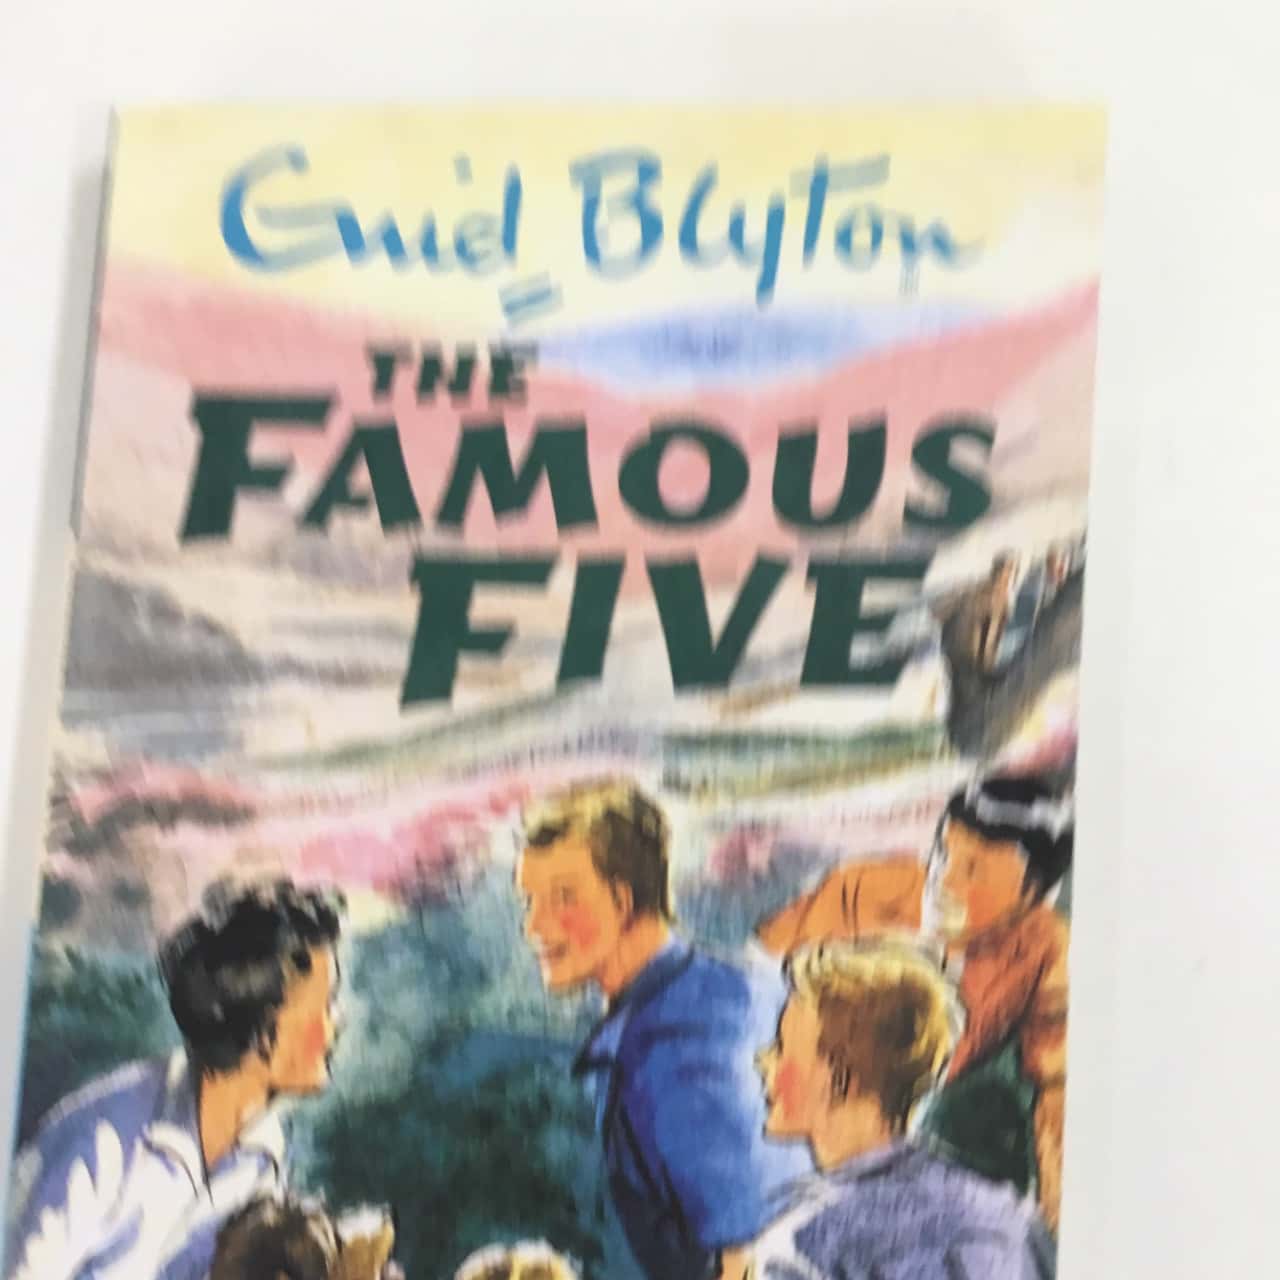 Enid Blyton
THE
FAMOUS
FIVE